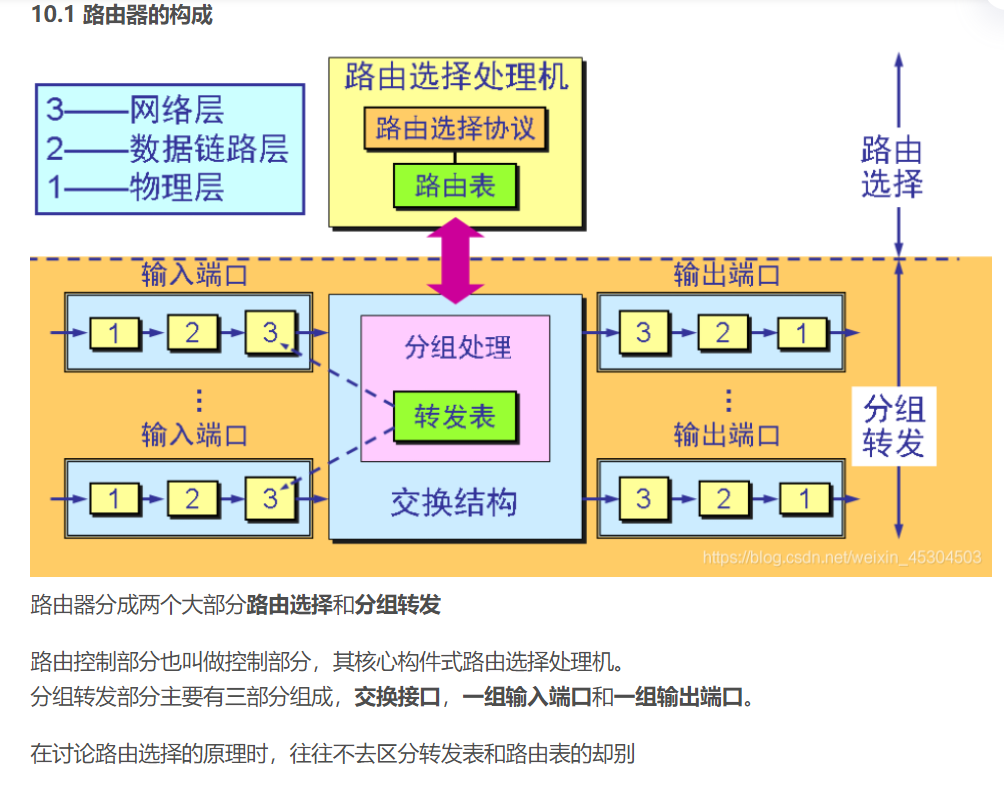 10.1 路由器的构成
3——网络层
2——数据链路层
1——物理层
路由选择处理机
路由选择协议
路由表
路由
选择
输入端口
1
2
3
分组处理
转发表
交换结构
输出端口
3
2
1
⋮
输入端口
1
2
3
⋮
输出端口
3
2
1
分组
转发
https://blog.csdn.net/weixin_45304503
路由器分成两个大部分路由选择和分组转发
路由控制部分也叫做控制部分，其核心构件式路由选择处理机。
分组转发部分主要有三部分组成，交换接口，一组输入端口和一组输出端口。
在讨论路由选择的原理时，往往不去区分转发表和路由表的却别